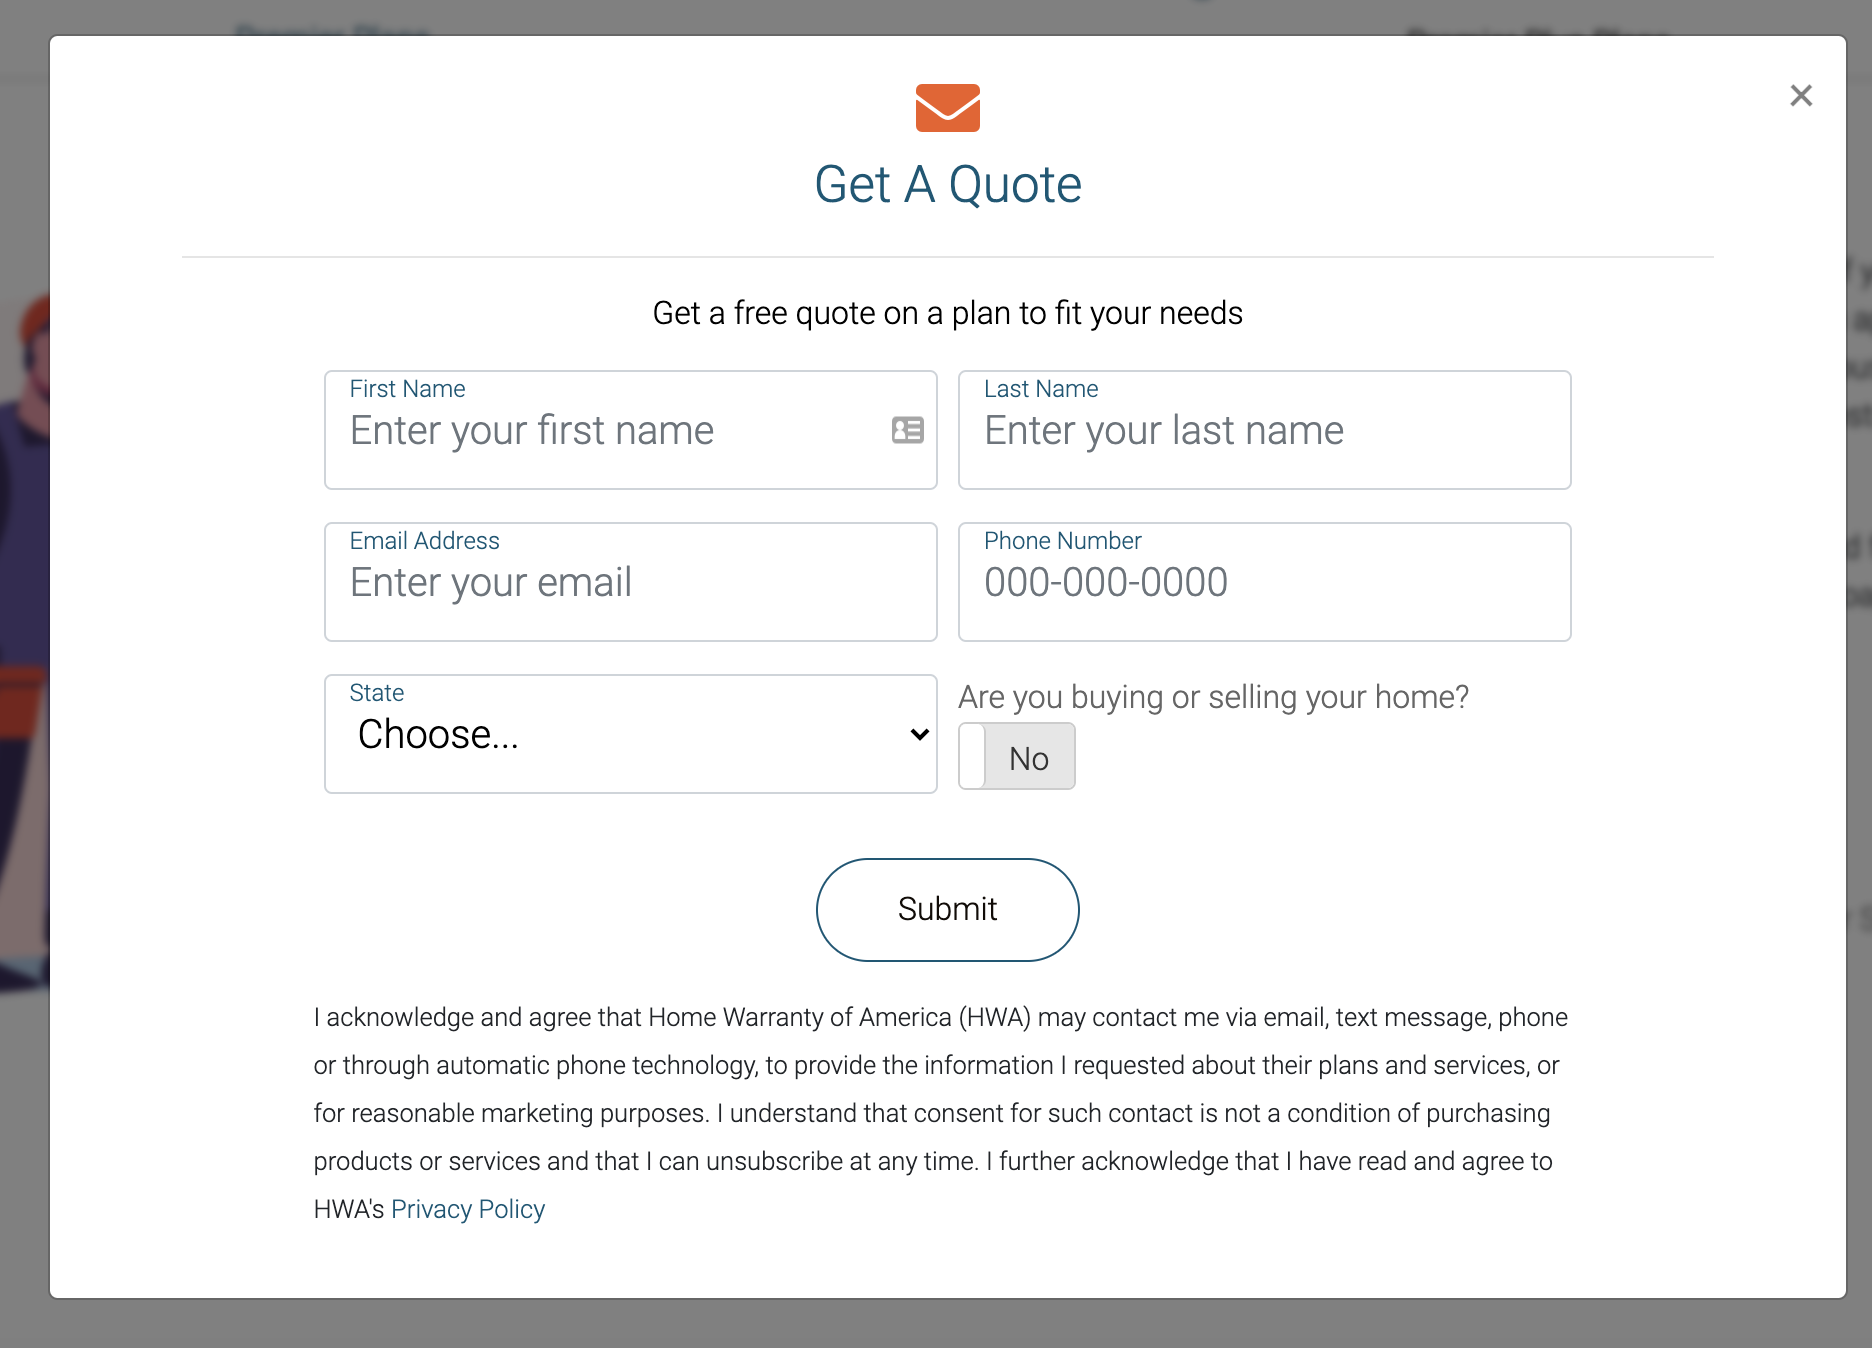 Get A Quote
Get a free quote on a plan to fit your needs
First Name
Enter your first name
Last Name
Enter your last name
Email Address
Enter your email
Phone Number
000-000-0000
State
Choose...
Are you buying or selling your home?
No
Submit
I acknowledge and agree that Home Warranty of America (HWA) may contact me via email, text message, phone
or through automatic phone technology, to provide the information I requested about their plans and services, or
for reasonable marketing purposes. I understand that consent for such contact is not a condition of purchasing
products or services and that I can unsubscribe at any time. I further acknowledge that I have read and agree to
HWA's Privacy Policy